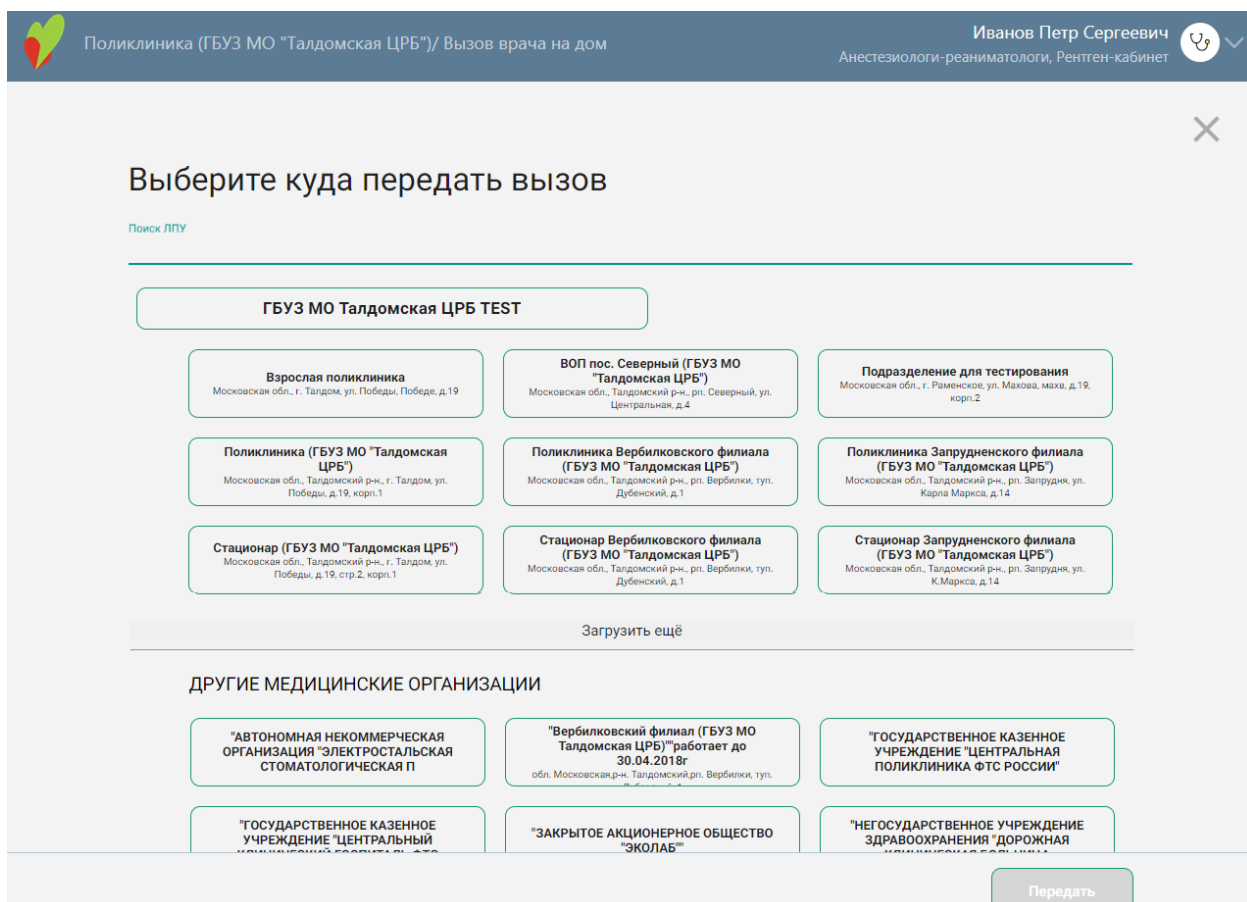 Поликлиника (ГБУЗ МО "Талдомская ЦРБ")/ Вызов врача на дом
Иванов Петр Сергеевич
Анестезиологи-реаниматологи, Рентген-кабинет
Выберите куда передать вызов
Поиск ЛПУ
ГБУЗ МО Талдомская ЦРБ TEST
Взрослая поликлиника
Московская обл., г. Талдом, ул. Победы, Победе, д.19
ВОП пос. Северный (ГБУЗ МО
"Талдомская ЦРБ")
Московская обл., Талдомский р-н., рп. Северный, ул.
Центральная, д.4
Подразделение для тестирования
Московская обл., г. Раменское, ул. Махова, махв, д.19,
корп.2
Поликлиника (ГБУЗ МО "Талдомская
ЦРБ")
Московская обл., Талдомский р-н., г. Талдом, ул.
Победы, д.19, корп.1
Поликлиника Вербилковского филиала
(ГБУЗ МО "Талдомская ЦРБ")
Московская обл., Талдомский р-н., рп. Вербилки, туп.
Дубенский, д.1
Поликлиника Запрудненского филиала
(ГБУЗ МО "Талдомская ЦРБ")
Московская обл., Талдомский р-н., рп. Запрудня, ул.
Карла Маркса, д.14
Стационар (ГБУЗ МО "Талдомская ЦРБ")
Московская обл., Талдомский р-н., г. Талдом, ул.
Победы, д.19, стр.2, корп.1
Стационар Вербилковского филиала
(ГБУЗ МО "Талдомская ЦРБ")
Московская обл., Талдомский р-н., рп. Вербилки, туп.
Дубенский, д.1
Стационар Запрудненского филиала
(ГБУЗ МО "Талдомская ЦРБ")
Московская обл., Талдомский р-н., рп. Запрудня, ул.
К.Маркса, д.14
Загрузить ещё
ДРУГИЕ МЕДИЦИНСКИЕ ОРГАНИЗАЦИИ
"АВТОНОМНАЯ НЕКОММЕРЧЕСКАЯ
ОРГАНИЗАЦИЯ "ЭЛЕКТРОСТАЛЬСКАЯ
СТОМАТОЛОГИЧЕСКАЯ П
"Вербилковский филиал (ГБУЗ МО
Талдомская ЦРБ)""работает до
30.04.2018г
обл. Московская,р-н. Талдомский,рп. Вербилки, туп.
"ГОСУДАРСТВЕННОЕ КАЗЕННОЕ
УЧРЕЖДЕНИЕ "ЦЕНТРАЛЬНАЯ
ПОЛИКЛИНИКА ФТС РОССИИ"
"ГОСУДАРСТВЕННОЕ КАЗЕННОЕ
УЧРЕЖДЕНИЕ "ЦЕНТРАЛЬНЫЙ
КЛИНИЧЕСКИЙ ГОСПИТАЛЬ ФТС
"ЗАКРЫТОЕ АКЦИОНЕРНОЕ ОБЩЕСТВО
"ЭКОЛАБ""
"НЕГОСУДАРСТВЕННОЕ УЧРЕЖДЕНИЕ
ЗДРАВООХРАНЕНИЯ "ДОРОЖНАЯ
КЛИНИЧЕСКАЯ БОЛЬНИЦА
Передать